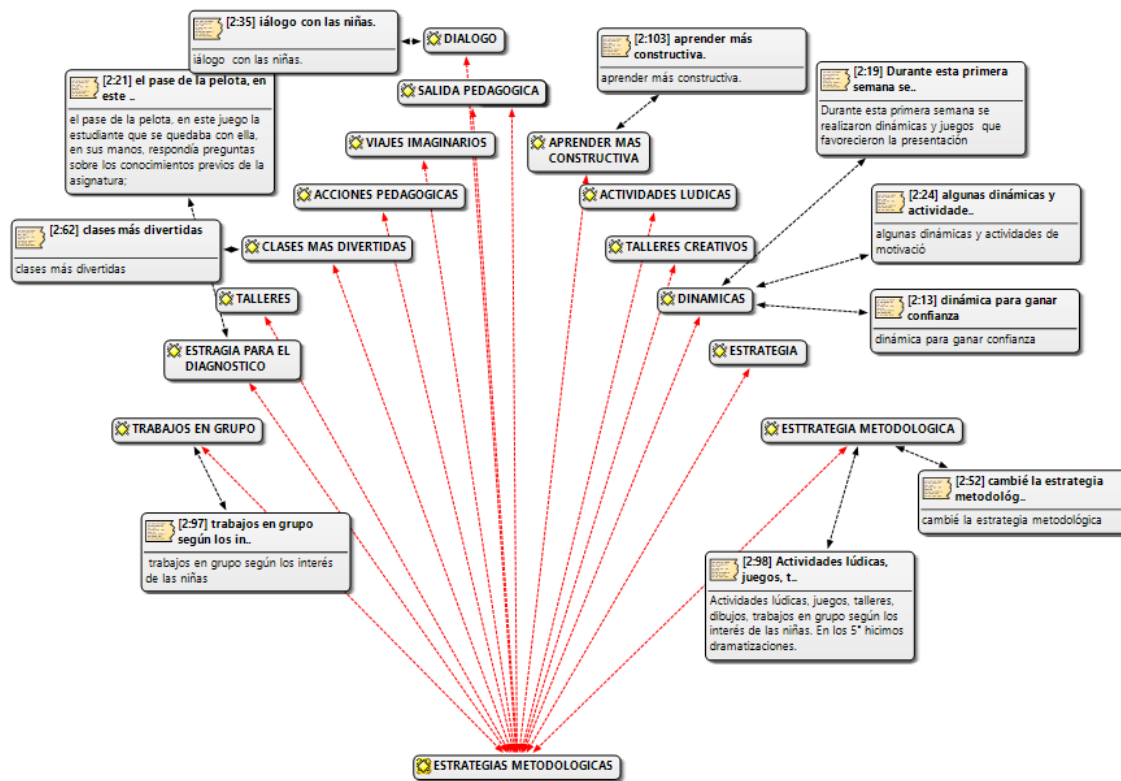 [2:35] iálogo con las niñas.
iálogo  con las niñas.
DIALOGO
[2:103] aprender más
constructiva.
aprender más constructiva.
[2:21] el pase de la pelota, en
este ..
el pase de la pelota, en este juego la
estudiante que se quedaba con ella,
en sus manos, respondía preguntas
sobre los conocimientos previos de la
asignatura;
SALIDA PEDAGOGICA
[2:19] Durante esta primera
semana se..
Durante esta primera semana se
realizaron dinámicas y juegos  que
favorecieron la presentación
VIAJES IMAGINARIOS
APRENDER MAS
CONSTRUCTIVA
ACCIONES PEDAGOGICAS
ACTIVIDADES LUDICAS
[2:24] algunas dinámicas y
actividade..
algunas dinámicas y actividades de
motivació
[2:62] clases más divertidas
clases más divertidas
CLASES MAS DIVERTIDAS
TALLERES CREATIVOS
TALLERES
DINAMICAS
[2:13] dinámica para ganar
confianza
dinámica para ganar confianza
ESTRAGIA PARA EL
DIAGNOSTICO
ESTRATEGIA
TRABAJOS EN GRUPO
ESTTRATEGIA METODOLOGICA
[2:52] cambié la estrategia
metodológ..
cambié la estrategia metodológica
[2:97] trabajos en grupo
según los in..
trabajos en grupo según los interés
de las niñas
[2:98] Actividades lúdicas,
juegos, t..
Actividades lúdicas, juegos, talleres,
dibujos, trabajos en grupo según los
interés de las niñas. En los 5° hicimos
dramatizaciones.
ESTRATEGIAS METODOLOGICAS